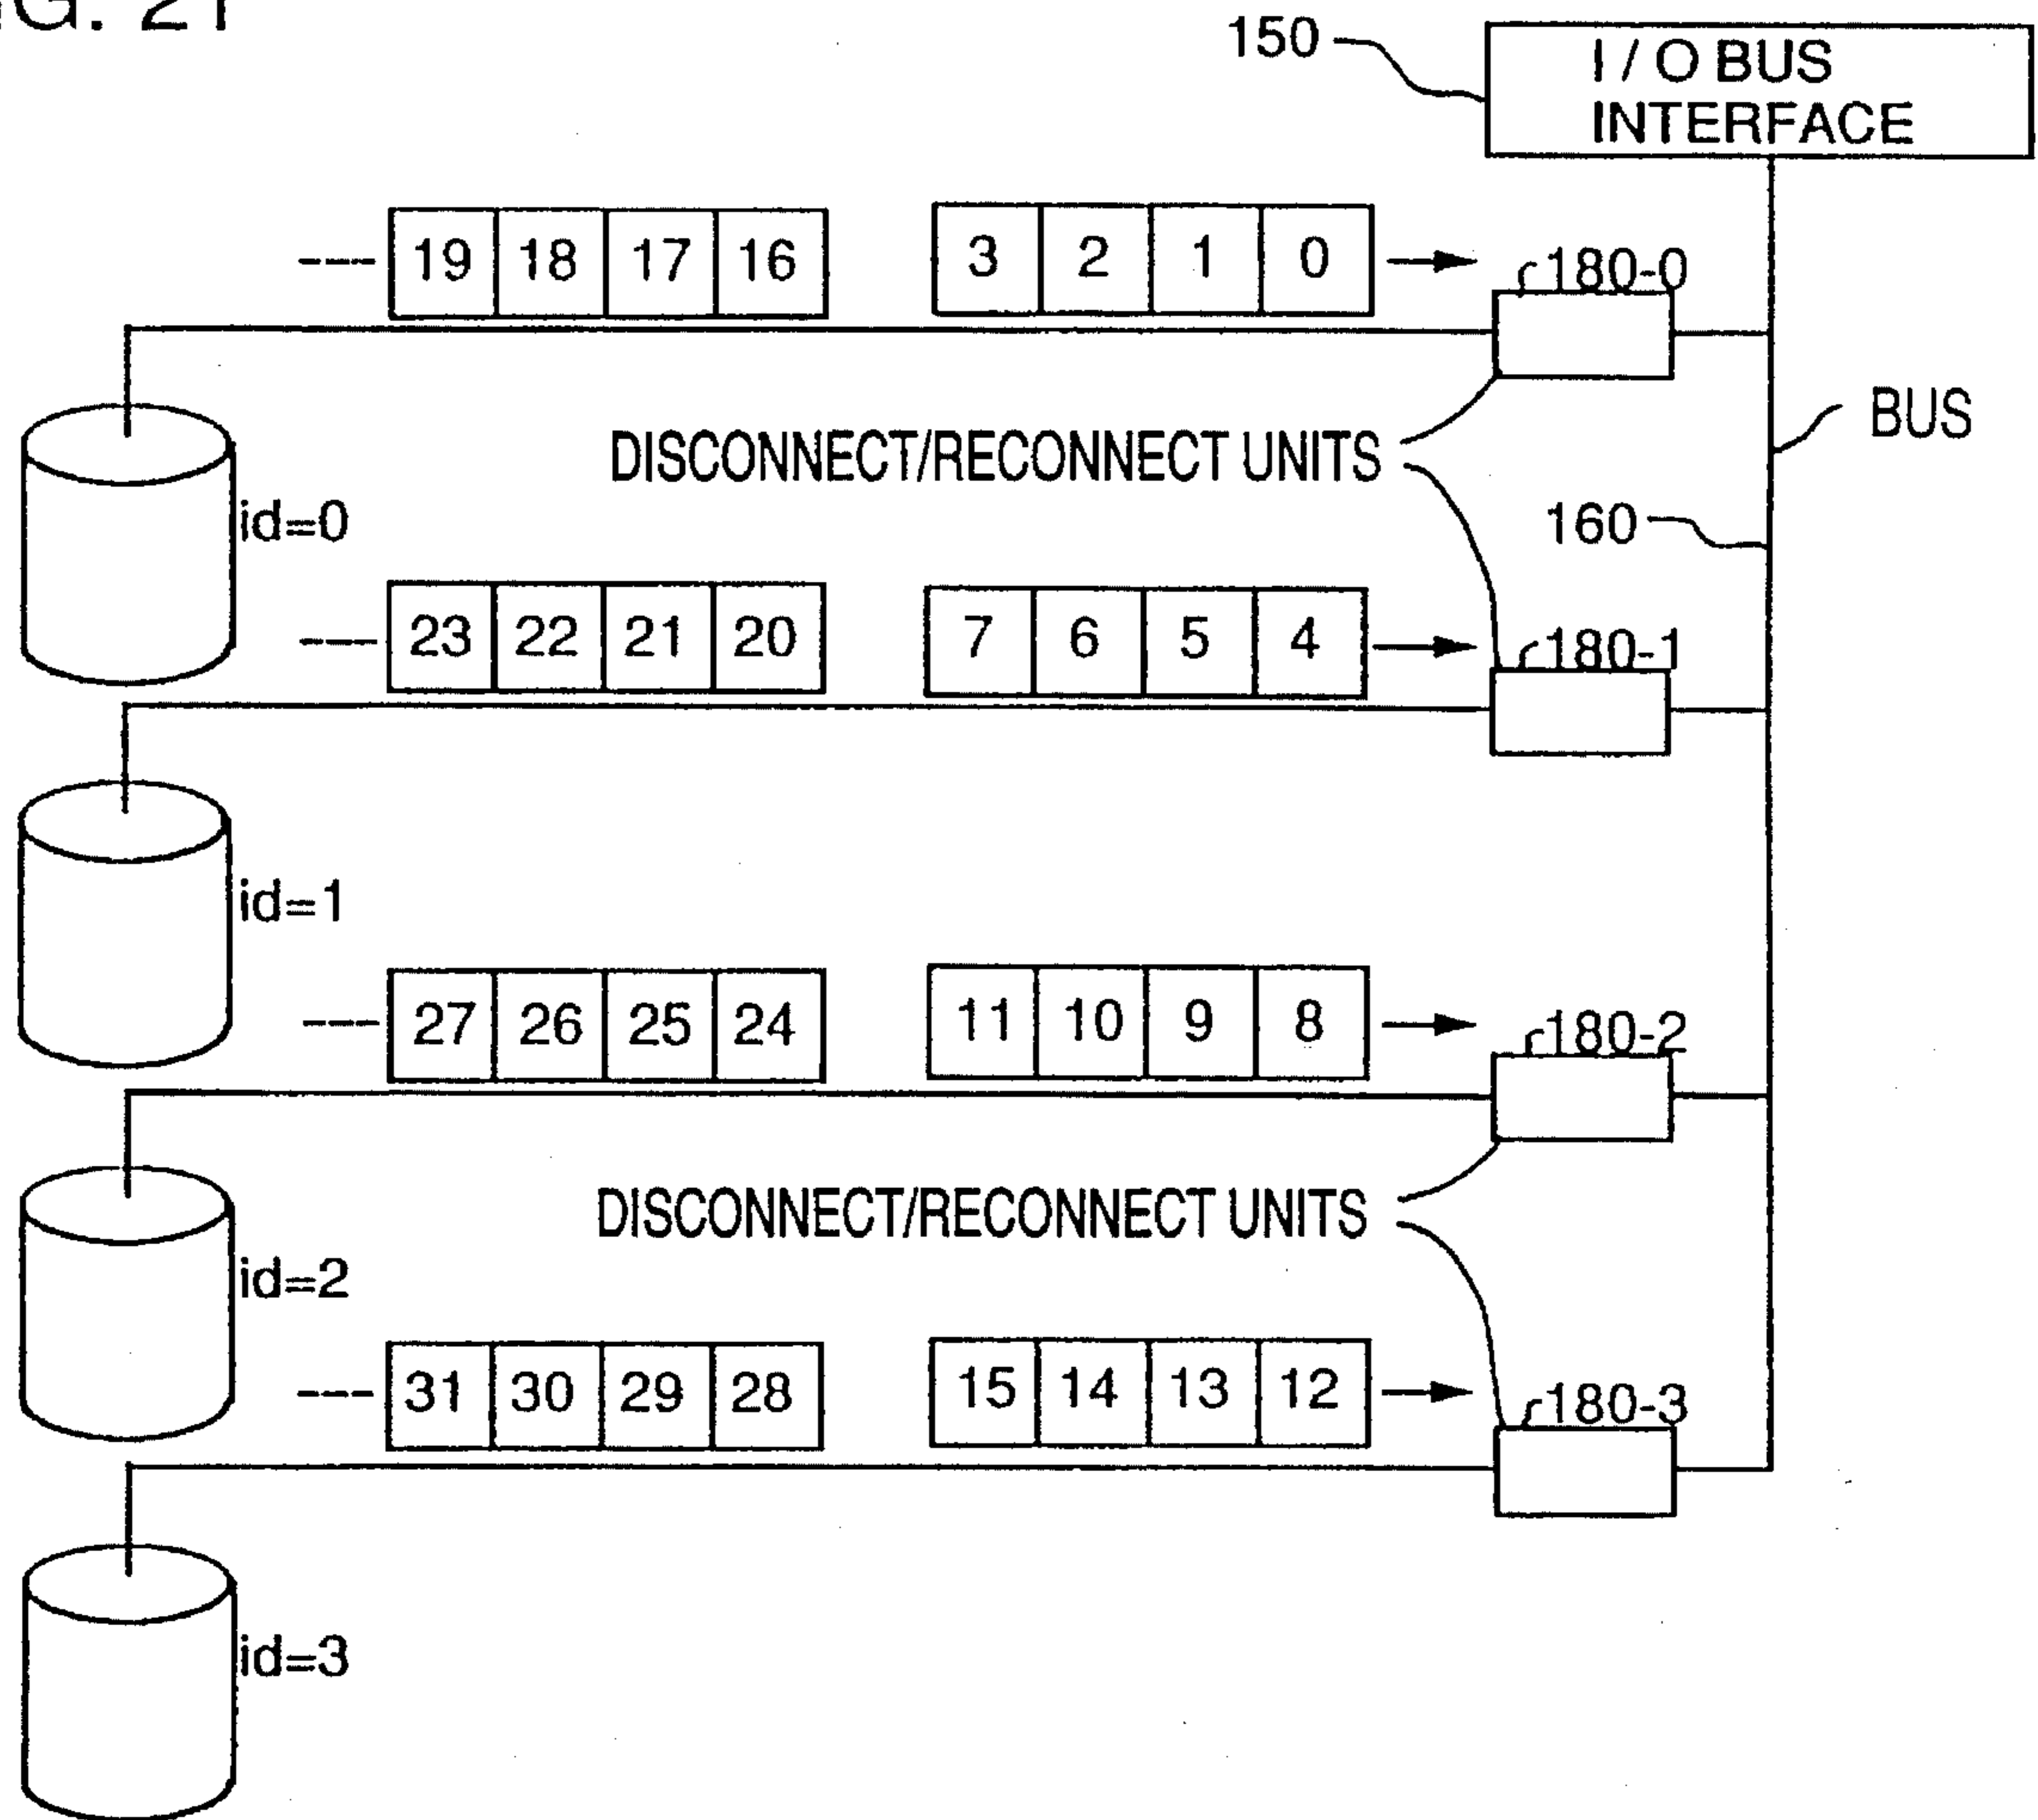 FIG. 21
150
I / O BUS
INTERFACE
--- 19 18 17 16 3 2 1 0
180-0
DISCONNECT/RECONNECT UNITS
BUS
id=0
160
--- 23 22 21 20 7 6 5 4
180-1
id=1
--- 27 26 25 24 11 10 9 8
180-2
DISCONNECT/RECONNECT UNITS
id=2
--- 31 30 29 28 15 14 13 12
180-3
id=3